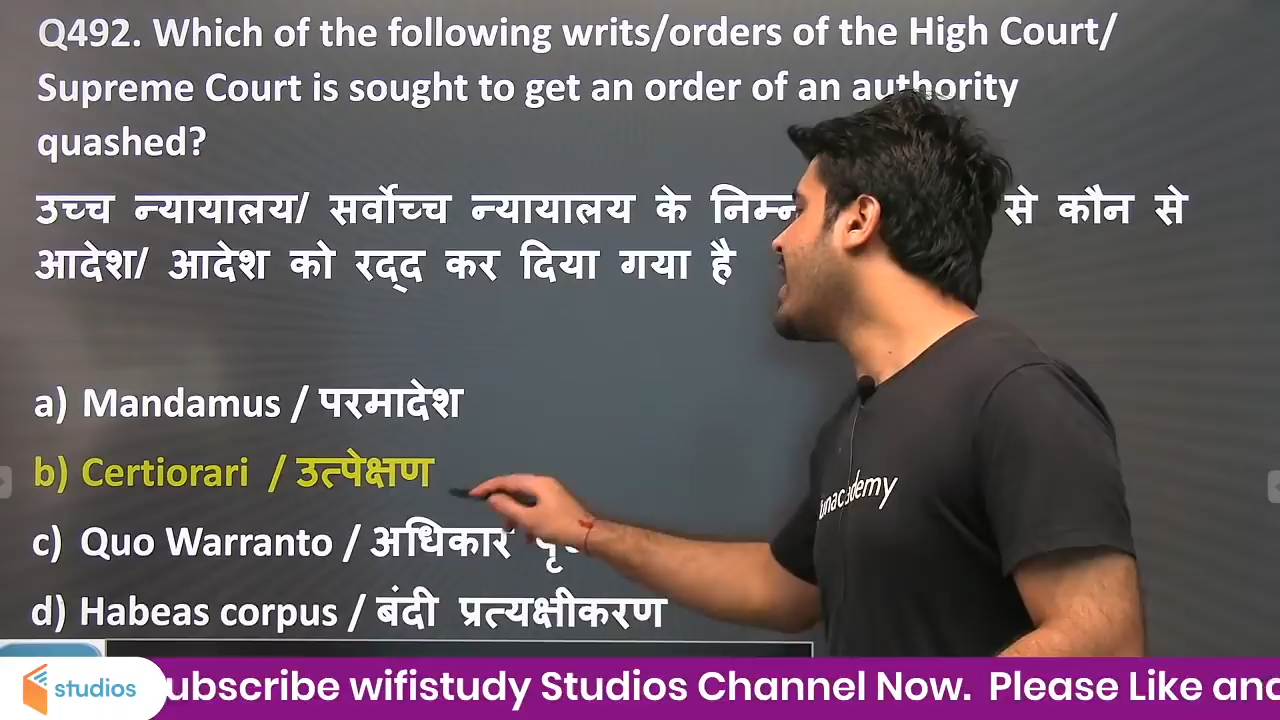 Q492. Which of the following writs/orders of the High Court/
Supreme Court is sought to get an order of an authority
quashed?
उच्च न्यायालय/ सर्वोच्च न्यायालय के निम्न से कौन से
आदेश/ आदेश को रद्द कर दिया गया है
a) Mandamus / परमादेश
b) Certiorari / उत्पेक्षण
unacademy
c) Quo Warranto / अधिकार
d) Habeas corpus / बंदी प्रत्यक्षीकरण
studios ubscribe wifistudy Studios Channel Now. Please Like and